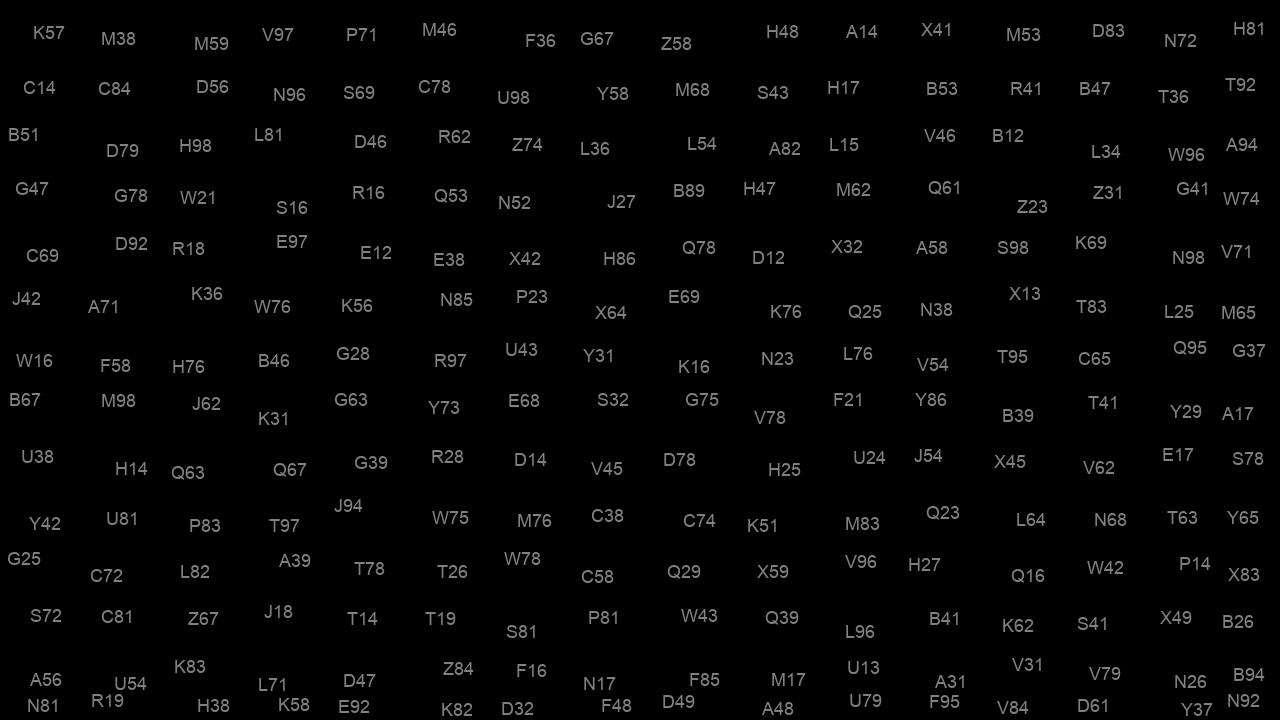 K57 M38 M59 V97 P71 M46 F36 G67 Z58 H48 A14 X41 M53 D83 N72 H81
C14 C84 D56 N96 S69 C78 U98 Y58 M68 S43 H17 B53 R41 B47 T36 T92
B51 D79 H98 L81 D46 R62 Z74 L36 L54 A82 L15 V46 B12 L34 W96 A94
G47 G78 W21 S16 R16 Q53 N52 J27 B89 H47 M62 Q61 Z23 Z31 G41 W74
C69 D92 R18 E97 E12 E38 X42 H86 Q78 D12 X32 A58 S98 K69 N98 V71
J42 A71 K36 W76 K56 N85 P23 X64 E69 K76 Q25 N38 X13 T83 L25 M65
W16 F58 H76 B46 G28 R97 U43 Y31 K16 N23 L76 V54 T95 C65 Q95 G37
B67 M98 J62 K31 G63 Y73 E68 S32 G75 V78 F21 Y86 B39 T41 Y29 A17
U38 H14 Q63 Q67 G39 R28 D14 V45 D78 H25 U24 J54 X45 V62 E17 S78
Y42 U81 P83 T97 J94 W75 M76 C38 C74 K51 M83 Q23 L64 N68 T63 Y65
G25 C72 L82 A39 T78 T26 W78 C58 Q29 X59 V96 H27 Q16 W42 P14 X83
S72 C81 Z67 J18 T14 T19 S81 P81 W43 Q39 L96 B41 K62 S41 X49 B26
A56 U54 K83 L71 D47 Z84 F16 N17 F85 M17 U13 A31 V31 V79 N26 B94
N81 R19 H38 K58 E92 K82 D32 F48 D49 A48 U79 F95 V84 D61 Y37 N92